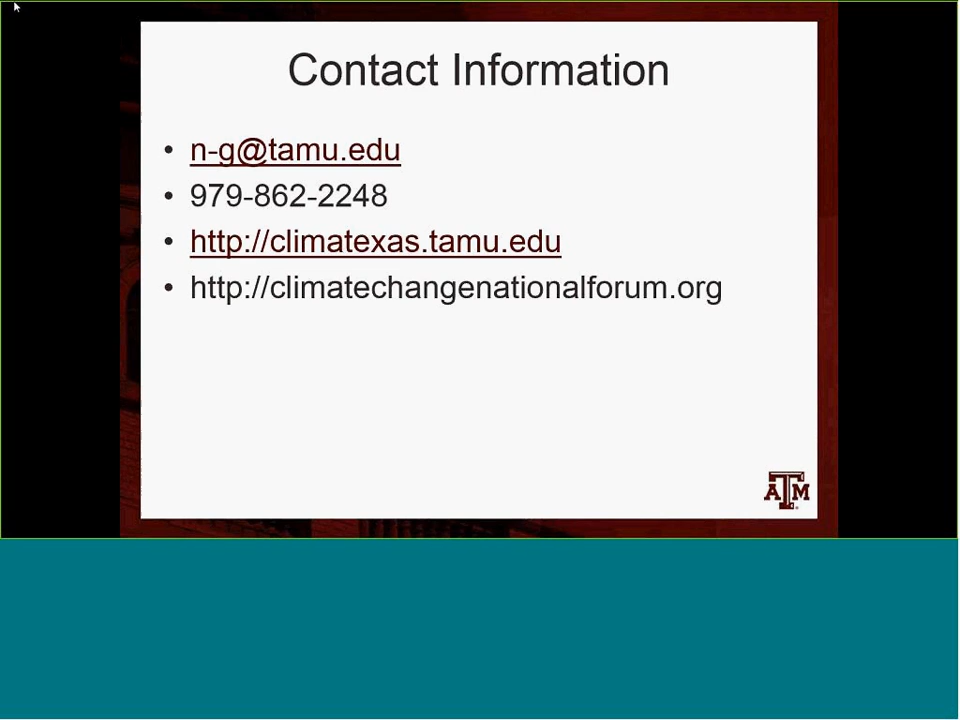 Contact Information
• n-g@tamu.edu
• 979-862-2248
• http://climatexas.tamu.edu
• http://climatechangenationalforum.org
ATM